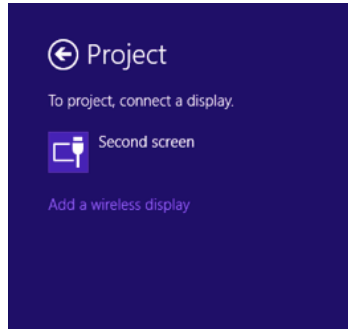 Project
To project, connect a display.
Second screen
Add a wireless display